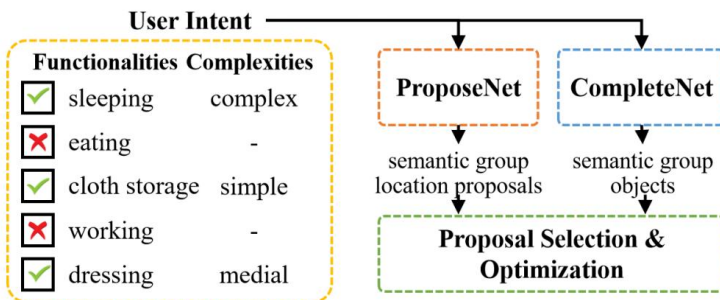 User Intent
Functionalities Complexities
sleeping complex
eating -
cloth storage simple
working -
dressing medial
ProposeNet
CompleteNet
semantic group
location proposals
semantic group
objects
Proposal Selection &
Optimization